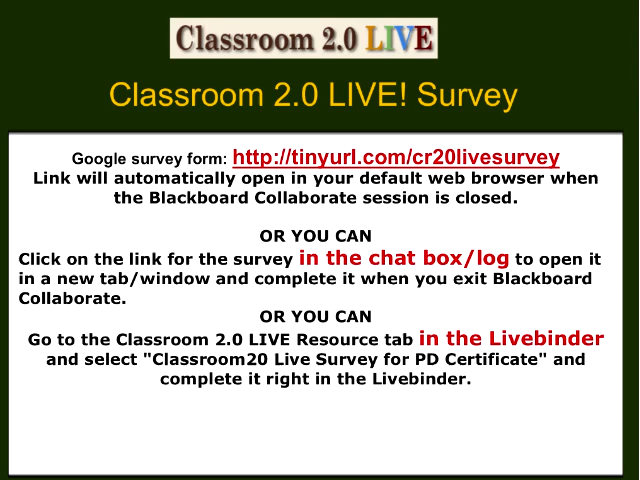 Classroom 2.0 LIVE
Classroom 2.0 LIVE! Survey
Google survey form: http://tinyurl.com/cr20livesurvey
Link will automatically open in your default web browser when
the Blackboard Collaborate session is closed.
OR YOU CAN
Click on the link for the survey in the chat box/log to open it
in a new tab/window and complete it when you exit Blackboard
Collaborate.
OR YOU CAN
Go to the Classroom 2.0 LIVE Resource tab in the Livebinder
and select "Classroom20 Live Survey for PD Certificate" and
complete it right in the Livebinder.